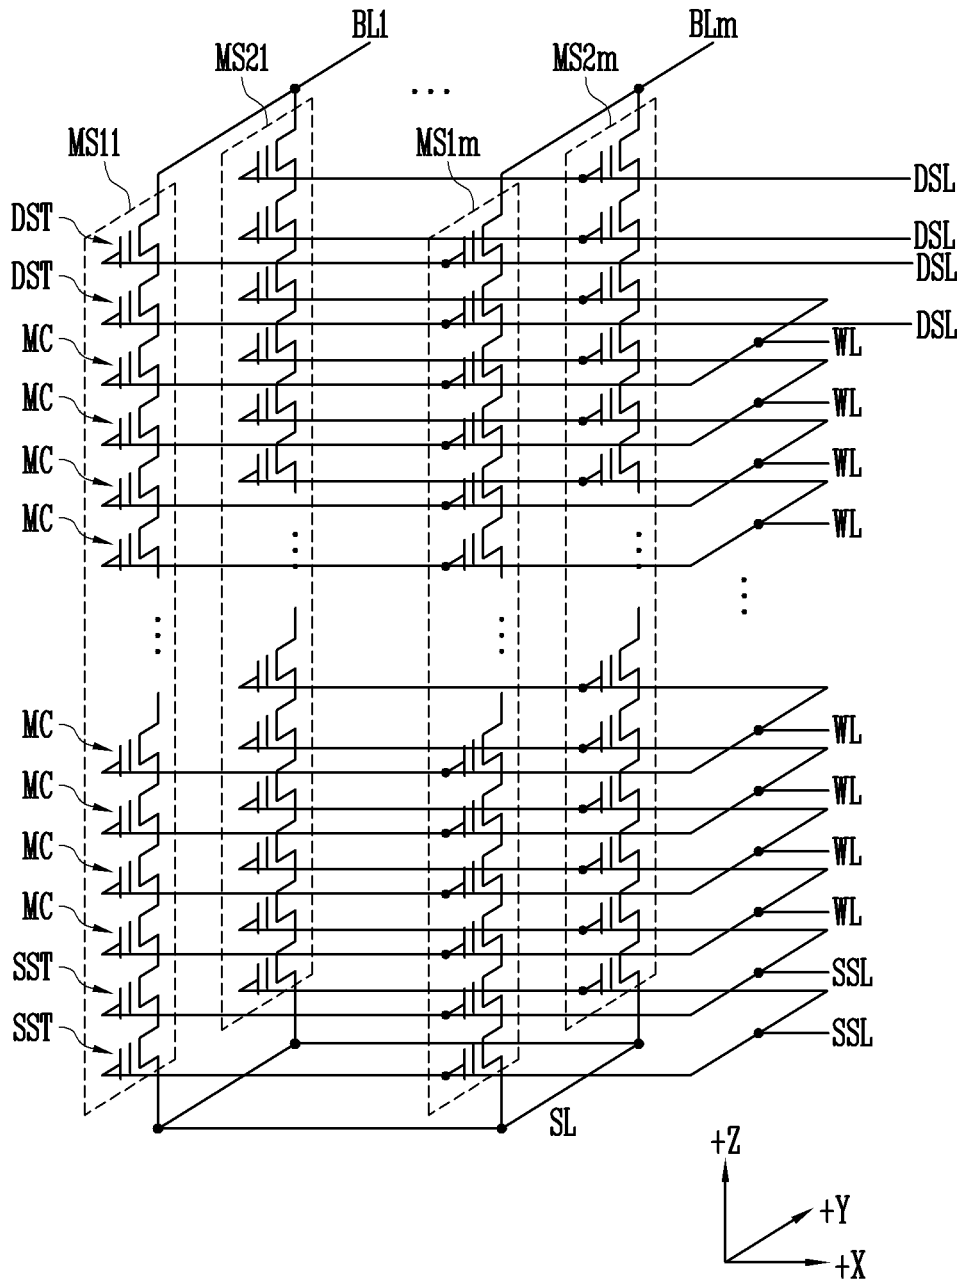 BL1 BLm
MS21 MS2m
... 
MS11 MS1m
DSL
DST
DSL
DSL
DST
DSL
MC WL
MC WL
MC WL
MC WL
MC WL
MC WL
MC WL
MC WL
SST SSL
SST SSL
SL
+Z
+Y
+X